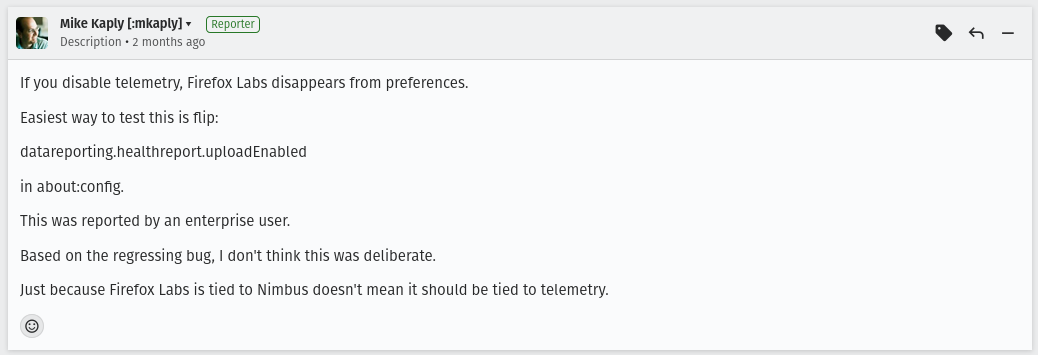 Mike Kaply [:mkaply] ▾ Reporter
Description • 2 months ago
If you disable telemetry, Firefox Labs disappears from preferences.
Easiest way to test this is flip:
datareporting.healthreport.uploadEnabled
in about:config.
This was reported by an enterprise user.
Based on the regressing bug, I don't think this was deliberate.
Just because Firefox Labs is tied to Nimbus doesn't mean it should be tied to telemetry.